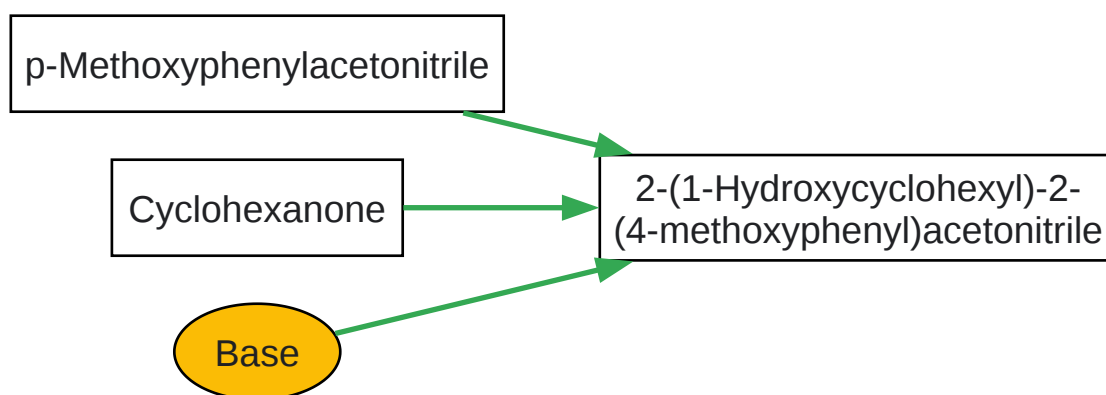 p-Methoxyphenylacetonitrile
Cyclohexanone
2-(1-Hydroxycyclohexyl)-2-
(4-methoxyphenyl)acetonitrile
Base